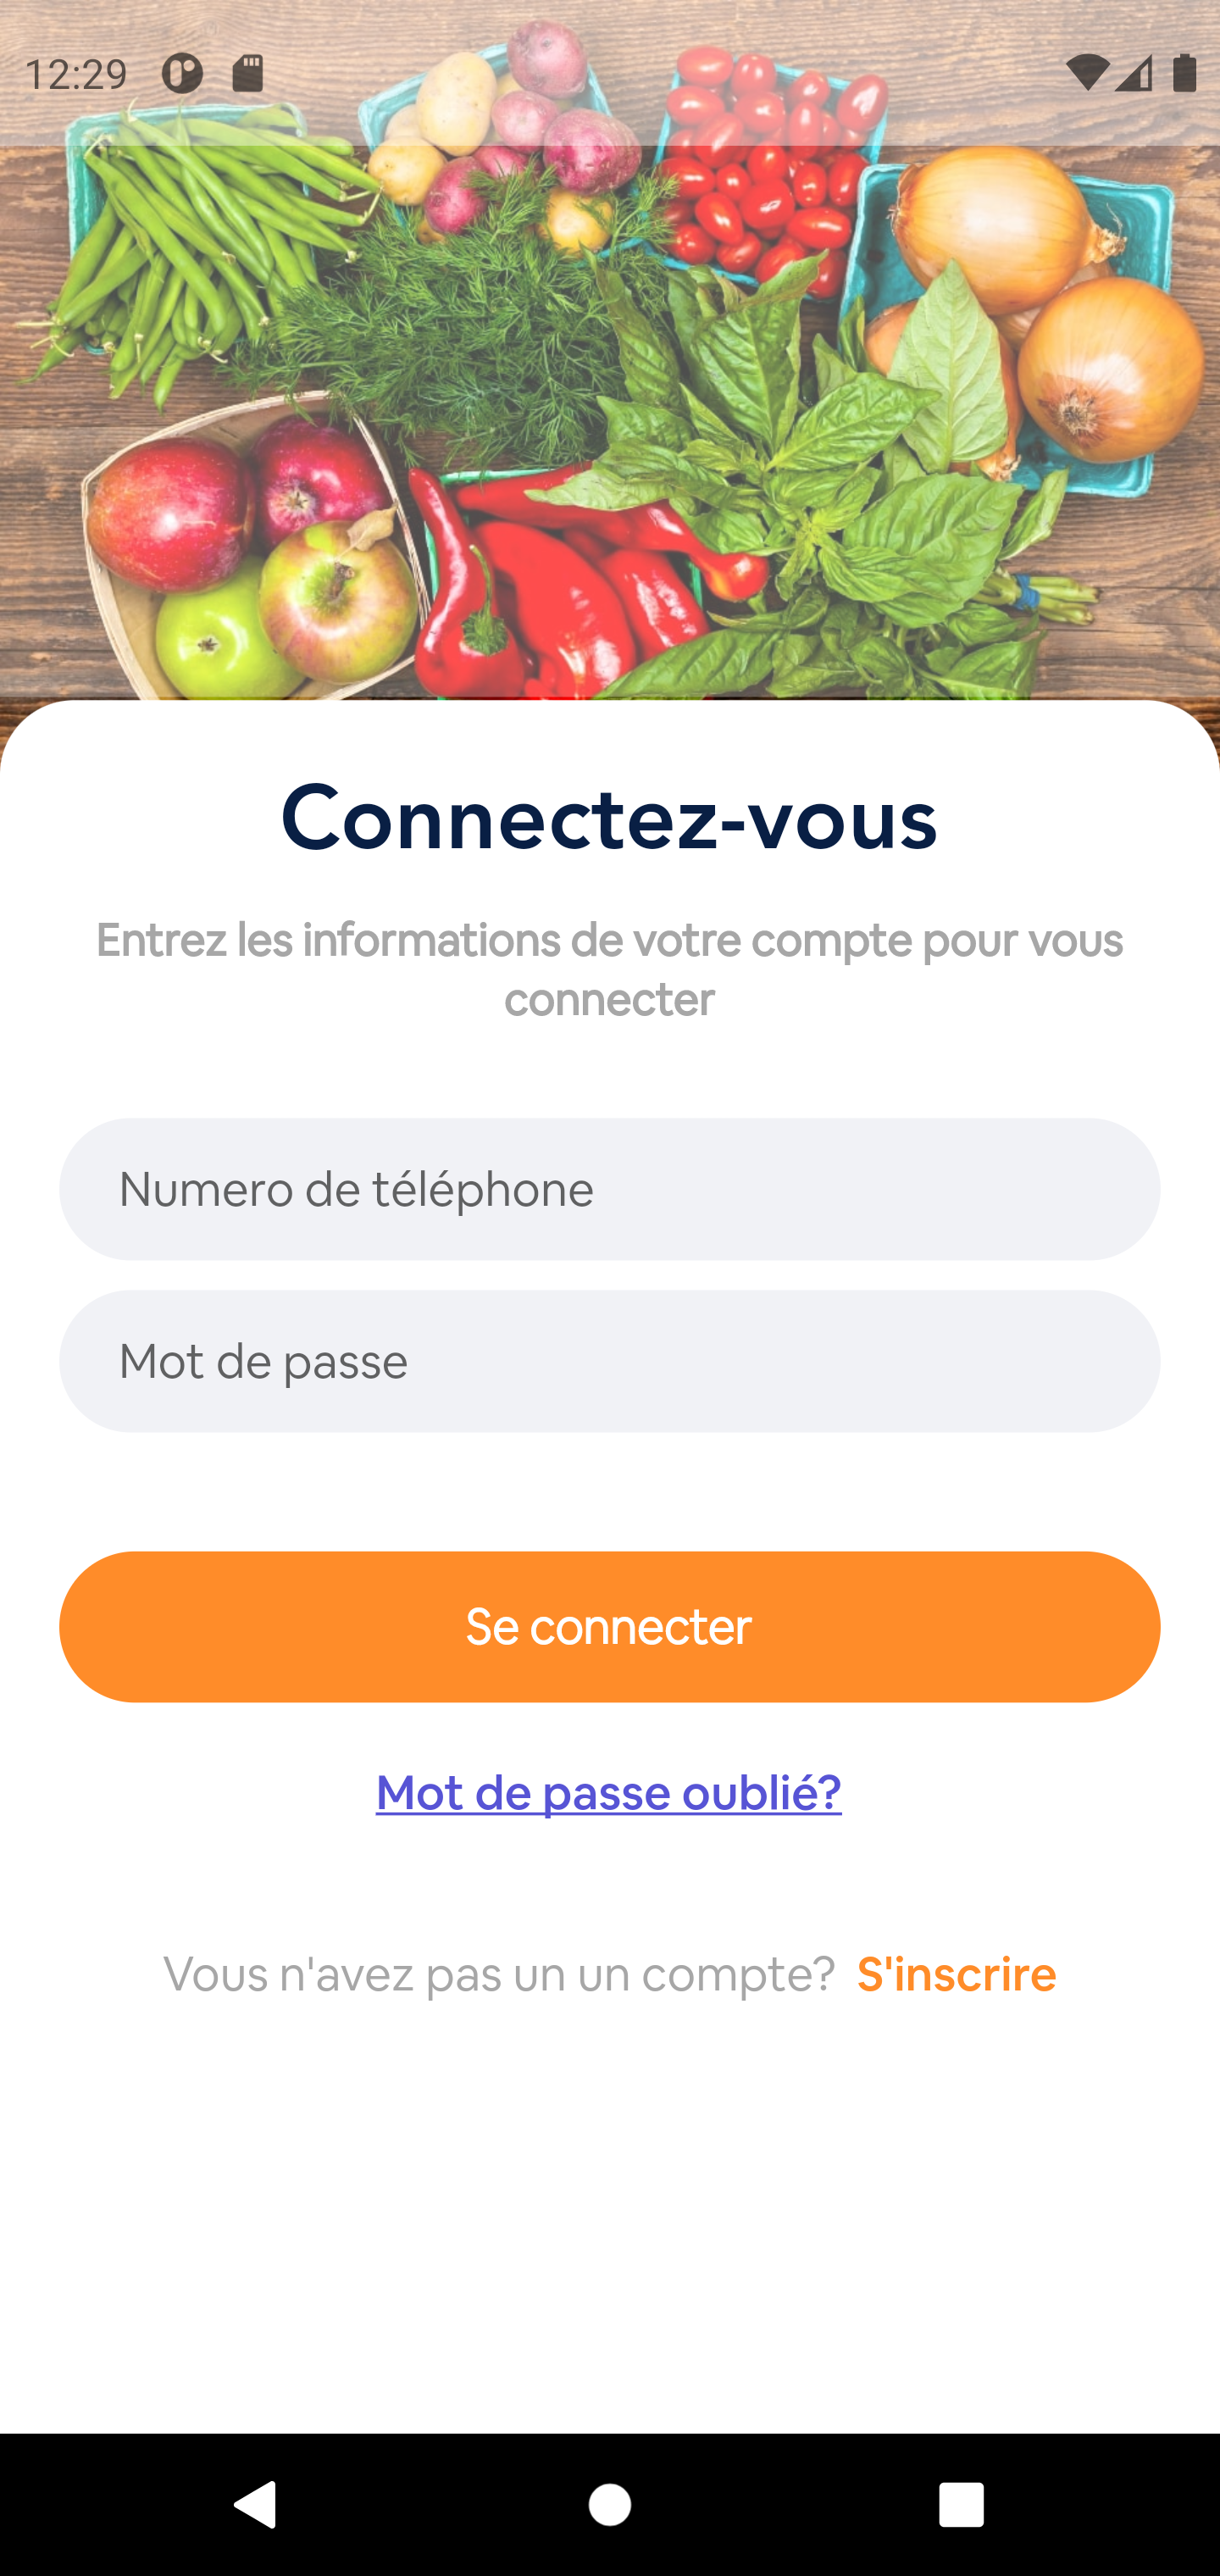 12:29
Connectez-vous
Entrez les informations de votre compte pour vous
connecter
Numero de téléphone
Mot de passe
Se connecter
Mot de passe oublié?
Vous n'avez pas un un compte? S'inscrire